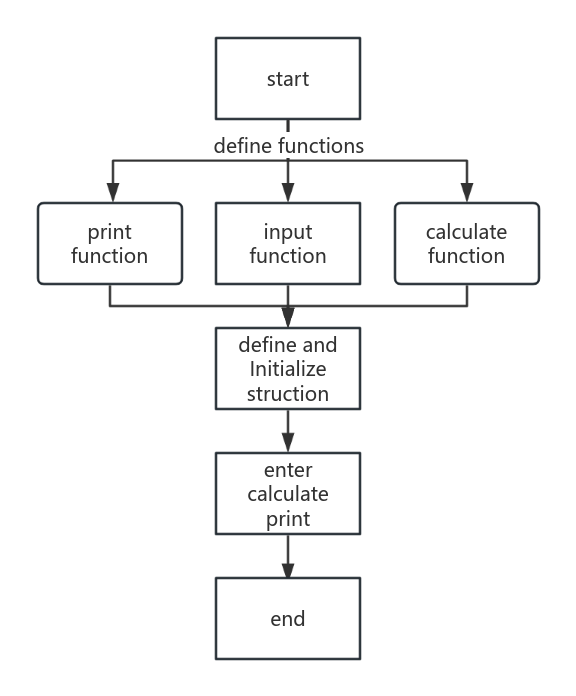 start
define functions
print
function
input
function
calculate
function
define and
Initialize
struction
enter
calculate
print
end